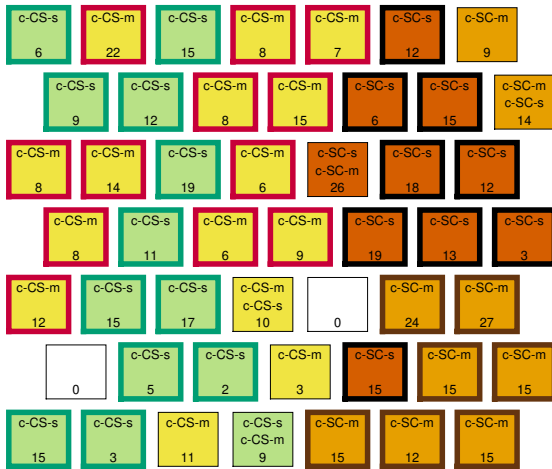 c-CS-s c-CS-m c-CS-s c-CS-m c-CS-m c-SC-s c-SC-m
6 22 15 8 7 12 9
c-CS-s c-CS-s c-CS-m c-CS-m c-SC-s c-SC-s c-SC-m
c-CS-s
9 12 8 15 6 15 14
c-CS-m c-CS-m c-CS-s c-CS-m c-SC-s c-SC-s c-SC-s
c-SC-m
8 14 19 6 26 18 12
c-CS-m c-CS-s c-CS-m c-CS-m c-SC-s c-SC-s c-SC-s
8 11 6 9 19 13 3
c-CS-m c-CS-s c-CS-s c-CS-m c-SC-m c-SC-m
c-CS-s
12 15 17 10 0 24 27
c-CS-s c-CS-s c-CS-m c-SC-s c-SC-m c-SC-m
0 5 2 3 15 15 15
c-CS-s c-CS-s c-CS-m c-CS-s c-SC-m c-SC-m c-SC-m
c-CS-m
15 3 11 9 15 12 15